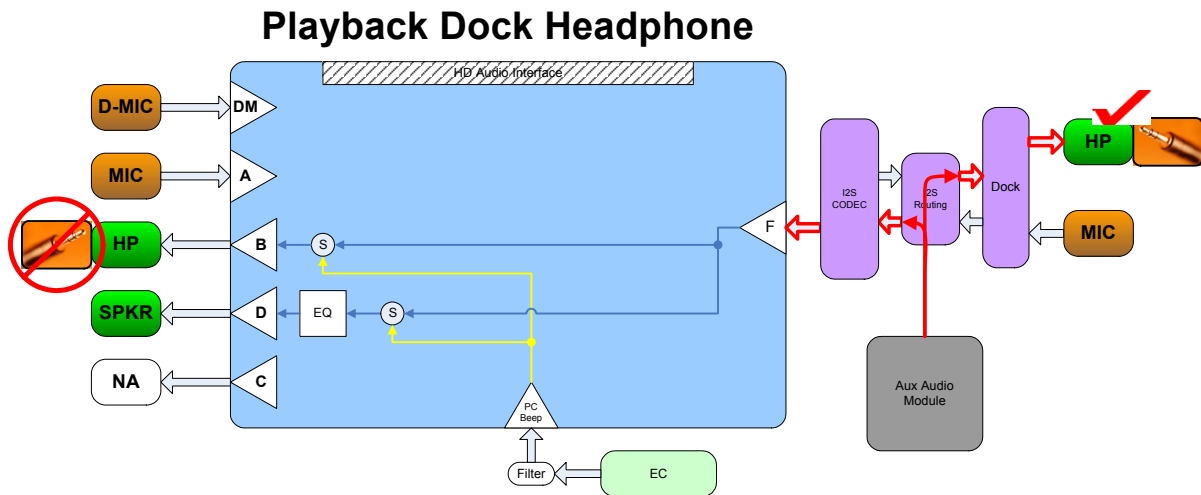 Playback Dock Headphone
HD Audio Interface
D-MIC
DM
MIC
A
HP
B
S
SPKR
D
EQ
S
NA
C
PC
Beep
Filter
EC
F
I2S
CODEC
I2S
Routing
Dock
HP
MIC
Aux Audio
Module